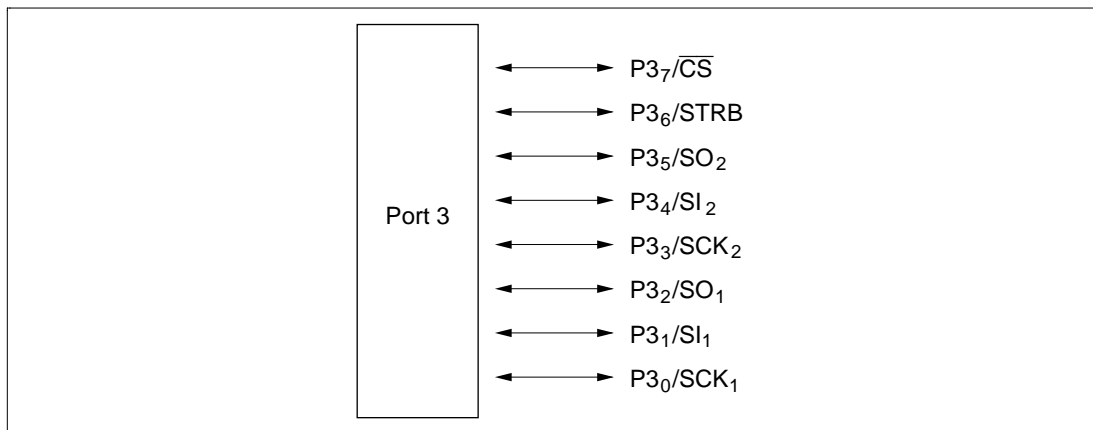 P3₇/C̅S̅
P3₆/STRB
P3₅/SO₂
P3₄/SI₂
Port 3
P3₃/SCK₂
P3₂/SO₁
P3₁/SI₁
P3₀/SCK₁